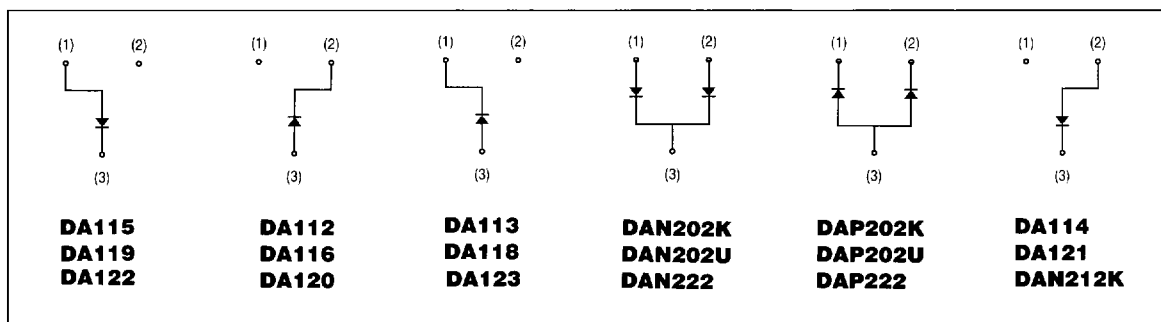 (1) (2) (1) (2) (1) (2) (1) (2) (1) (2) (1) (2)
(3) (3) (3) (3) (3) (3)
DA115 DA112 DA113 DAN202K DAP202K DA114
DA119 DA116 DA118 DAN202U DAP202U DA121
DA122 DA120 DA123 DAN222 DAP222 DAN212K